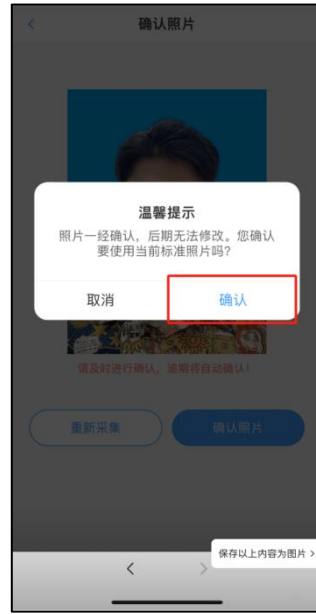 确认照片
温馨提示
照片一经确认，后期无法修改。您确认
要使用当前标准照片吗？
取消
确认
请及时进行确认，逾期将自动确认！
重新采集
确认照片
保存以上内容为图片